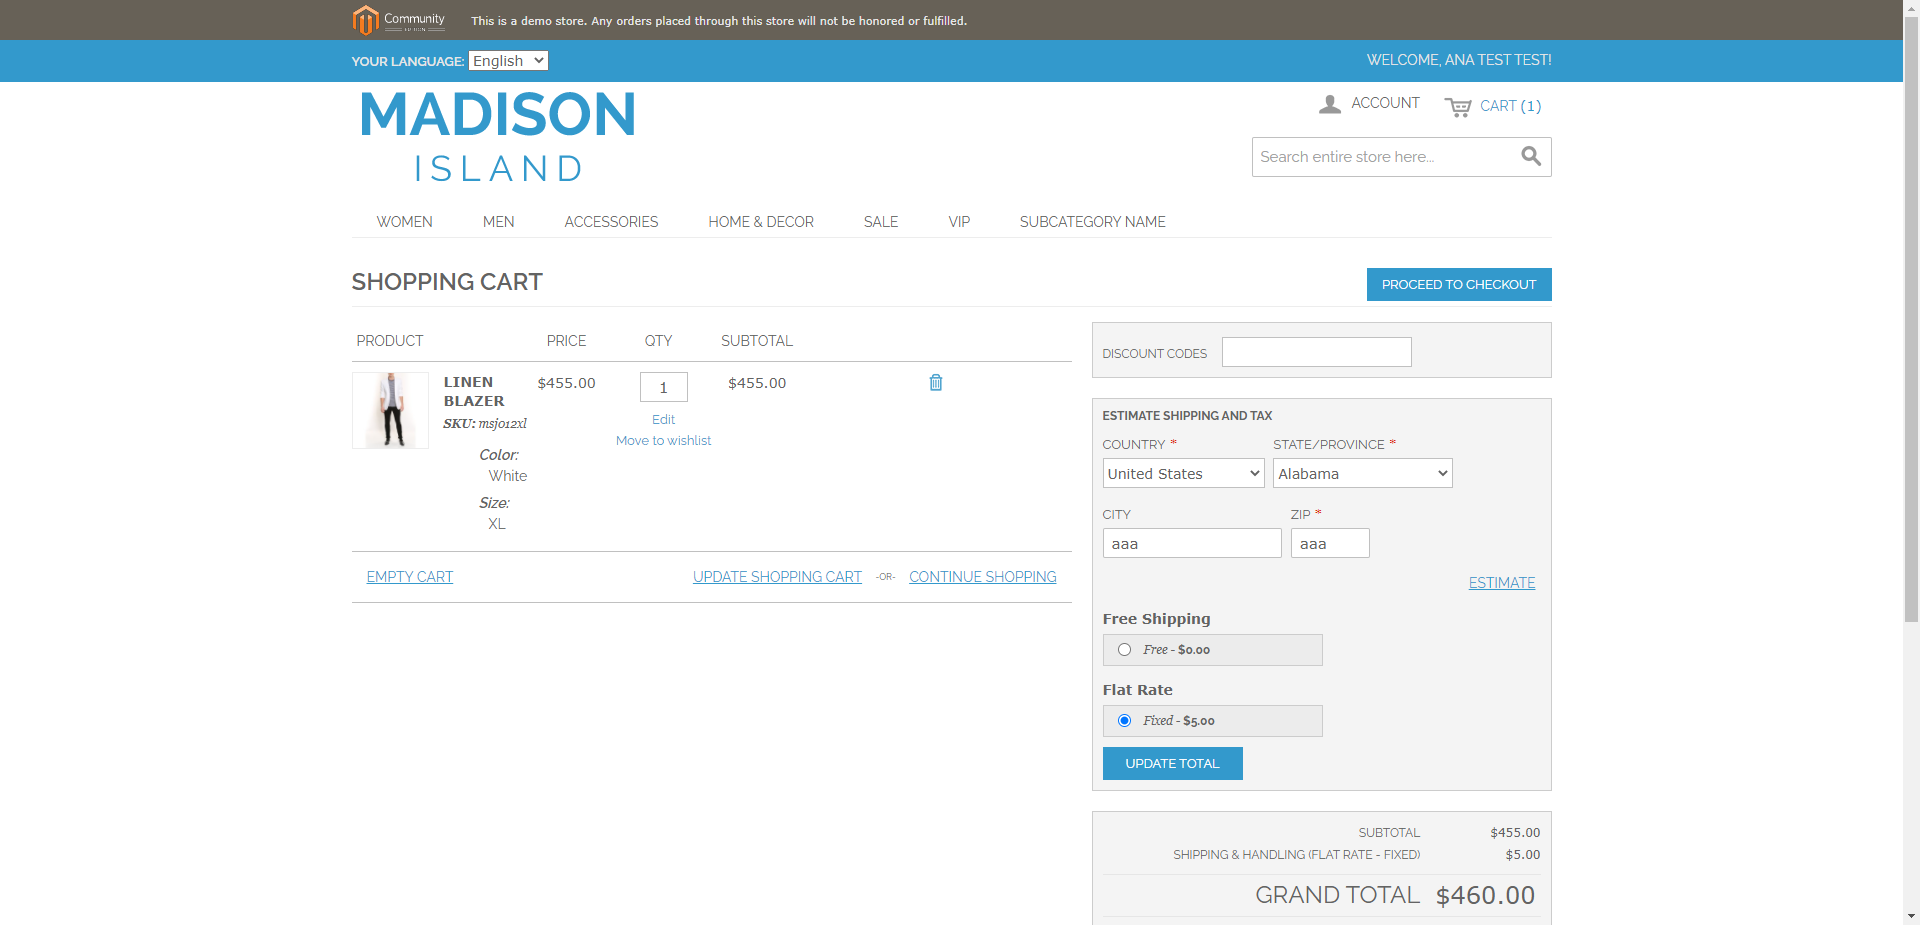 Community
This is a demo store. Any orders placed through this store will not be honored or fulfilled.
YOUR LANGUAGE: English
WELCOME, ANA TEST TEST!
MADISON
ISLAND
ACCOUNT
CART (1)
Search entire store here...
WOMEN MEN ACCESSORIES HOME & DECOR SALE VIP SUBCATEGORY NAME
SHOPPING CART
PROCEED TO CHECKOUT
PRODUCT PRICE QTY SUBTOTAL
LINEN
BLAZER
SKU: msj012xl
Color:
White
Size:
XL
$455.00
1
Edit
Move to wishlist
$455.00
EMPTY CART
UPDATE SHOPPING CART -OR- CONTINUE SHOPPING
DISCOUNT CODES
ESTIMATE SHIPPING AND TAX
COUNTRY * STATE/PROVINCE *
United States Alabama
CITY ZIP *
aaa aaa
ESTIMATE
Free Shipping
Free - $0.00
Flat Rate
Fixed - $5.00
UPDATE TOTAL
SUBTOTAL $455.00
SHIPPING & HANDLING (FLAT RATE - FIXED) $5.00
GRAND TOTAL $460.00